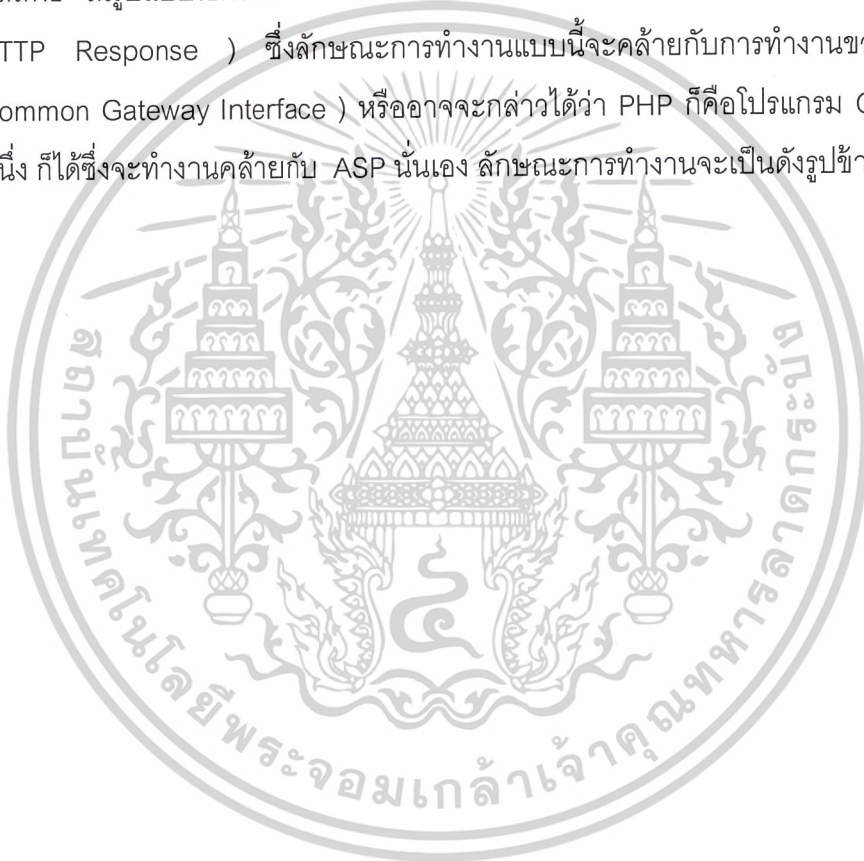 TTP Response ) ซึ่งลักษณะการทำงานแบบนี้จะคล้ายกับการทำงานขอ
ommon Gateway Interface ) หรืออาจจะกล่าวได้ว่า PHP ก็คือโปรแกรม
นึ่ง ก็ได้ซึ่งจะทำงานคล้ายกับ ASP นั่นเอง ลักษณะการทำงานจะเป็นดังรูปข้า
สถาบันเทคโนโลยีพระจอมเกล้าเจ้าคุณทหารลาดกระบัง
๔